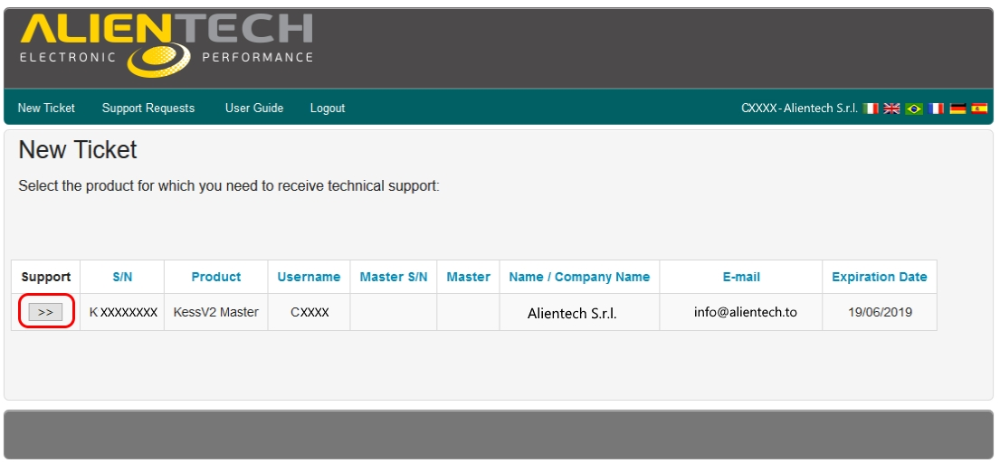 ALIENTECH
ELECTRONIC PERFORMANCE
New Ticket Support Requests User Guide Logout CXXXX-Alientech S.r.l.
New Ticket
Select the product for which you need to receive technical support:
Support S/N Product Username Master S/N Master Name / Company Name E-mail Expiration Date
>> K XXXXXXXX KessV2 Master CXXXX Alientech S.r.l. info@alientech.to 19/06/2019